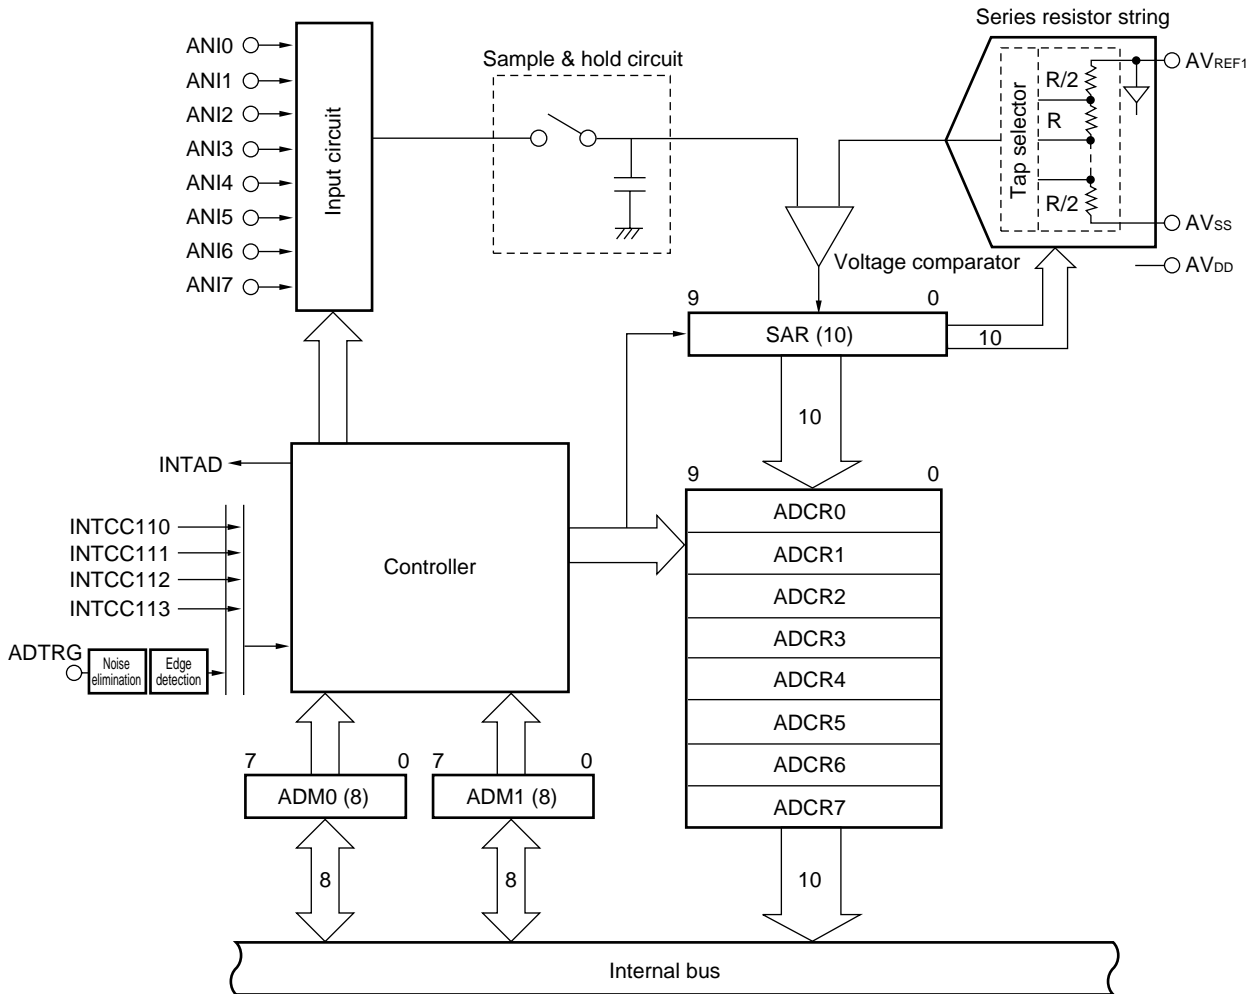 Series resistor string
ANI0
ANI1
ANI2
ANI3
ANI4
ANI5
ANI6
ANI7
Input circuit
Sample & hold circuit
Tap selector
R/2
R
R/2
AVREF1
AVSS
AVDD
Voltage comparator
9 0
SAR (10)
10
10
INTAD
INTCC110
INTCC111
INTCC112
INTCC113
ADTRG
Noise
elimination
Edge
detection
Controller
9 0
ADCR0
ADCR1
ADCR2
ADCR3
ADCR4
ADCR5
ADCR6
ADCR7
7 0
ADM0 (8)
7 0
ADM1 (8)
8
8
10
Internal bus